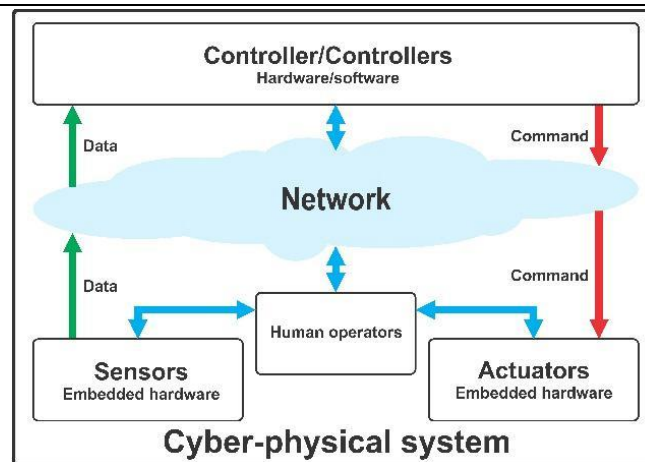 Controller/Controllers
Hardware/software
Data
Command
Network
Data
Command
Human operators
Sensors
Embedded hardware
Actuators
Embedded hardware
Cyber-physical system